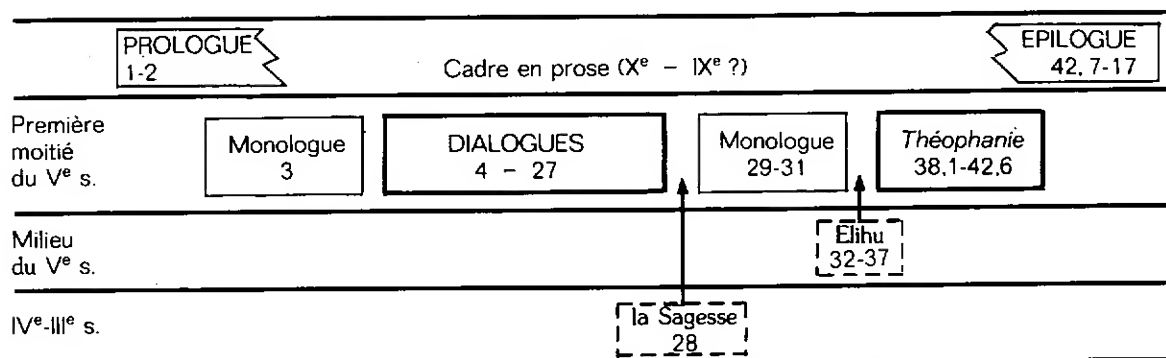 PROLOGUE
1-2
Cadre en prose (Xᵉ – IXᵉ ?)
EPILOGUE
42, 7-17
Première
moitié
du Vᵉ s.
Monologue
3
DIALOGUES
4 – 27
Monologue
29-31
Théophanie
38,1-42,6
Milieu
du Vᵉ s.
Elihu
32-37
IVᵉ-IIIᵉ s.
la Sagesse
28